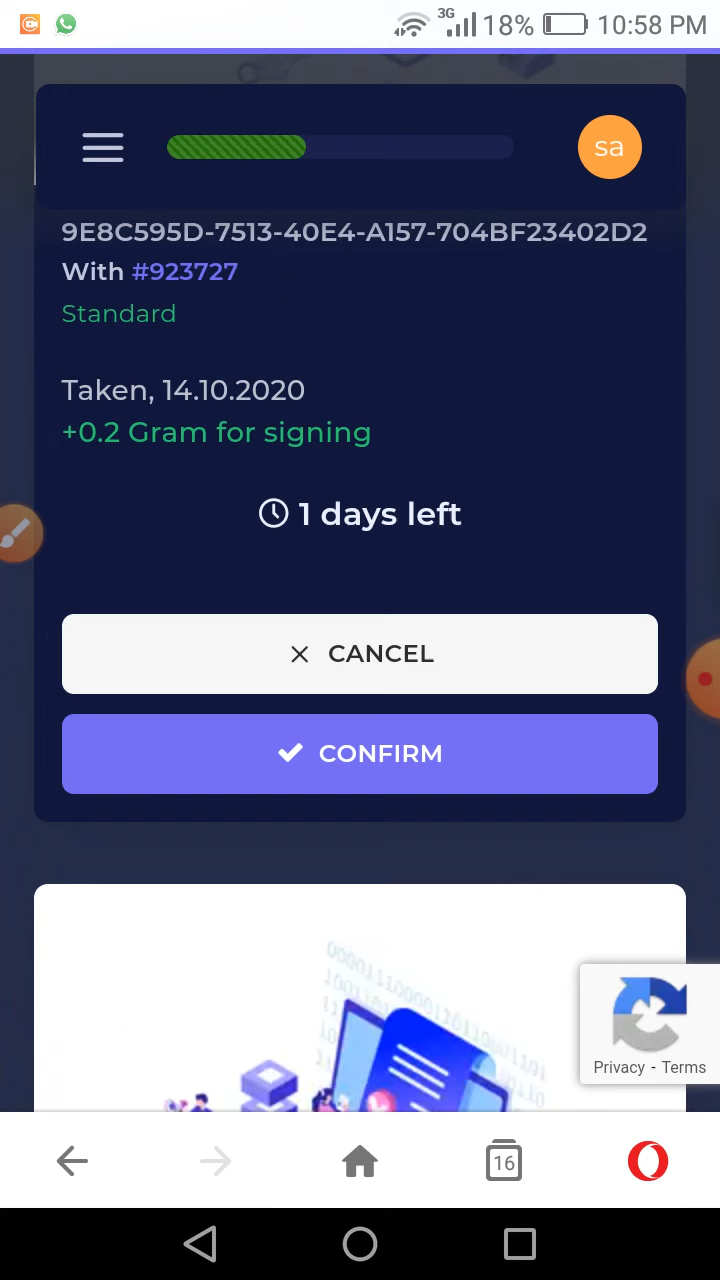 3G 18% 10:58 PM
sa
9E8C595D-7513-40E4-A157-704BF23402D2
With #923727
Standard
Taken, 14.10.2020
+0.2 Gram for signing
1 days left
CANCEL
CONFIRM
Privacy - Terms
16